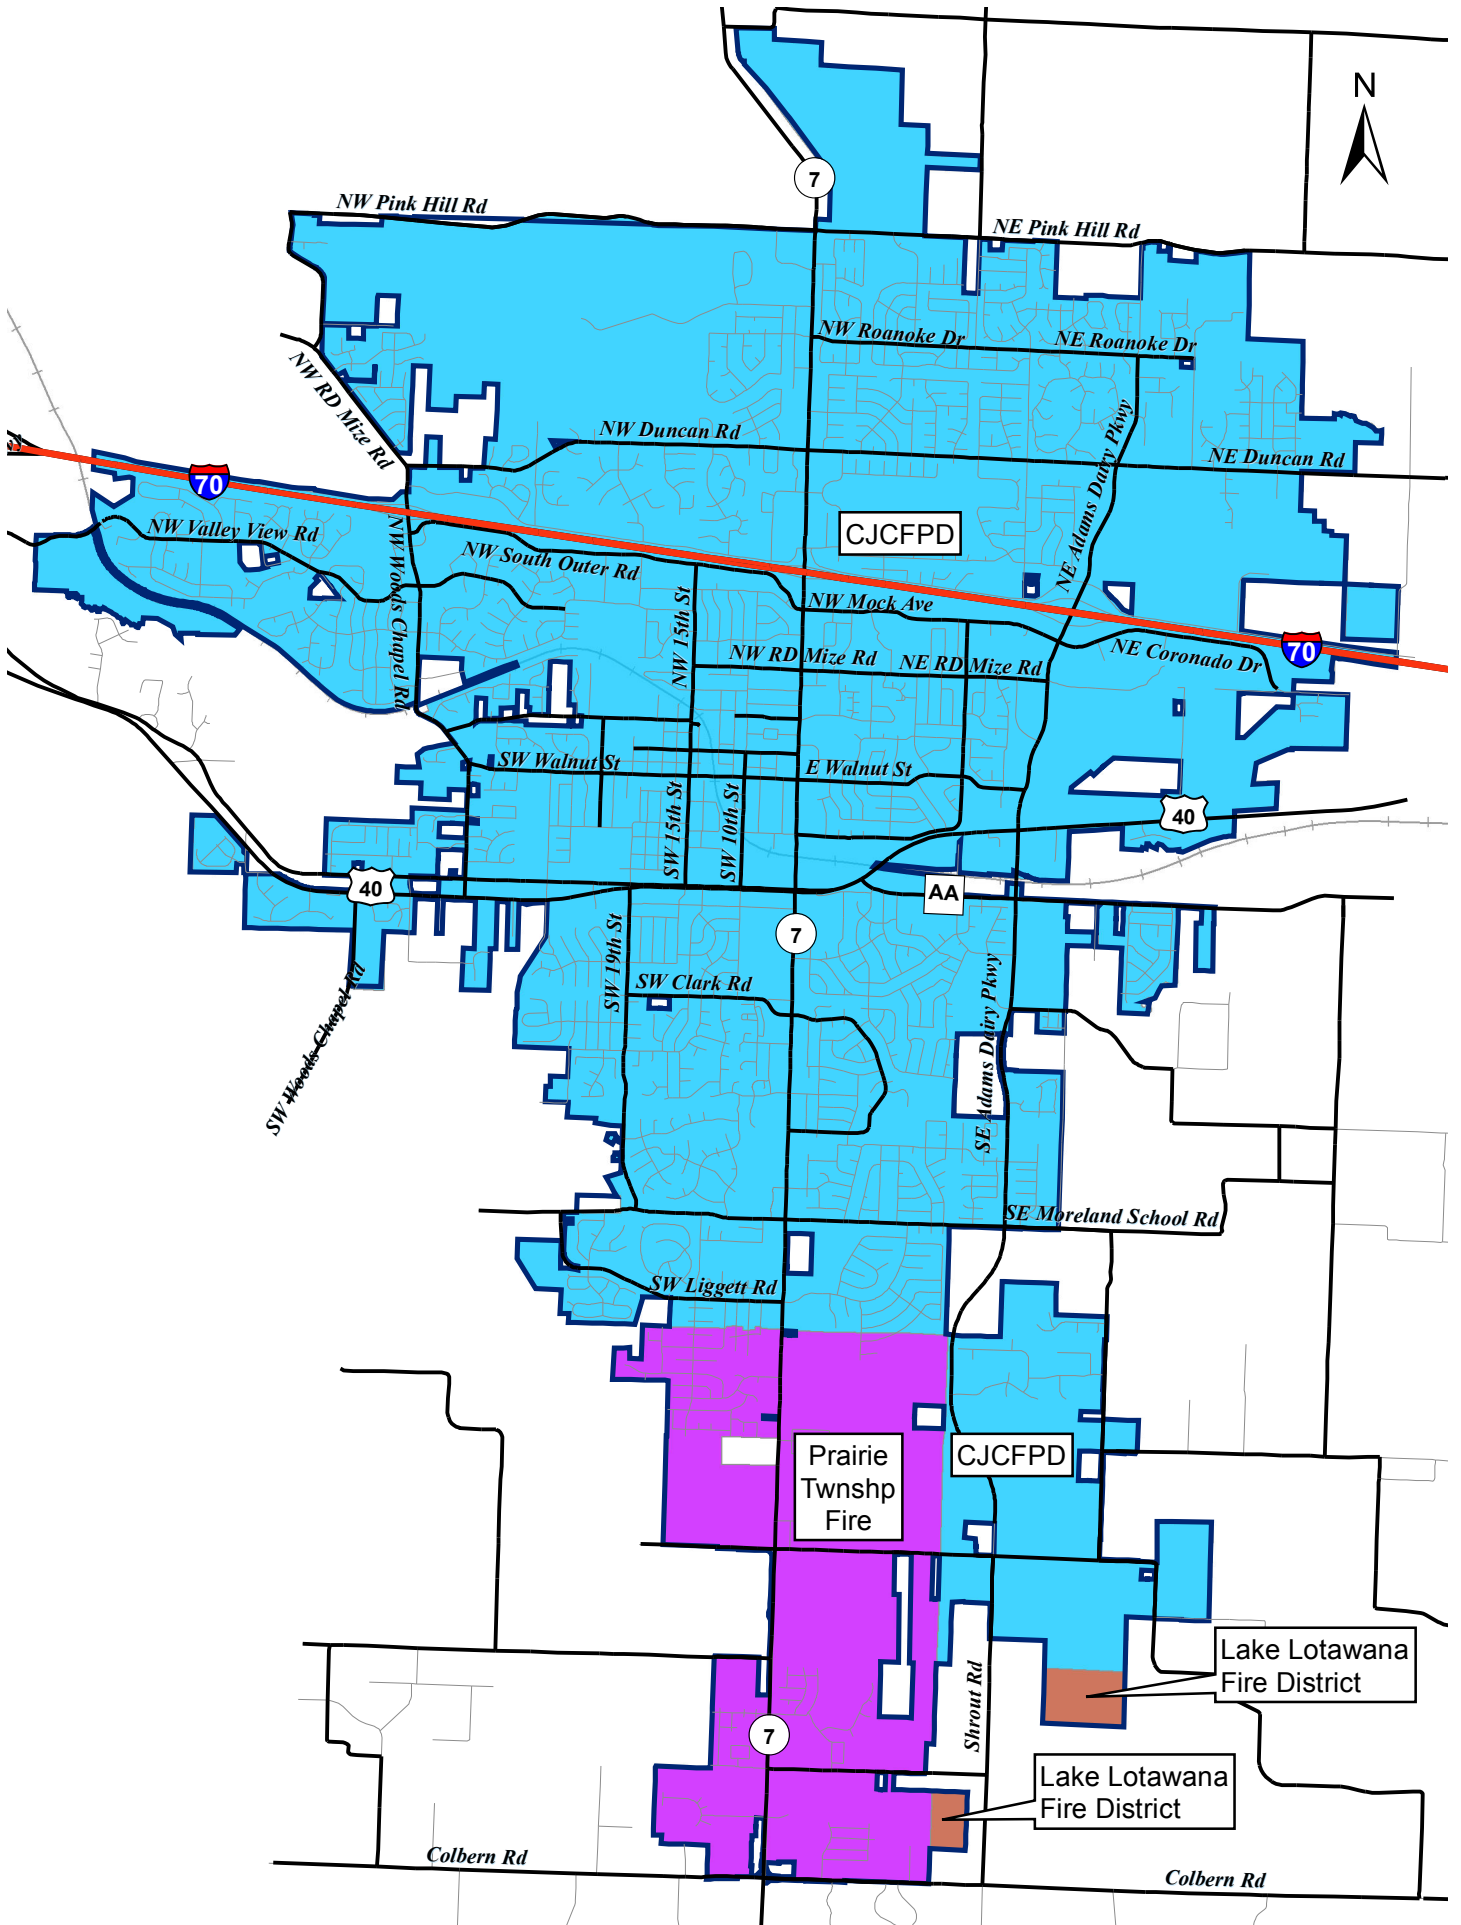 N
7
NW Pink Hill Rd
NE Pink Hill Rd
NW Roanoke Dr
NE Roanoke Dr
NW RD Mize Rd
NW Duncan Rd
NE Duncan Rd
NE Adams Dairy Pkwy
70
CJCFPD
NW Valley View Rd
NW Woods Chapel Rd
NW South Outer Rd
NW 15th St
NW Mock Ave
NW RD Mize Rd
NE RD Mize Rd
NE Coronado Dr
70
SW Walnut St
E Walnut St
SW 15th St
SW 10th St
40
40
AA
7
SW 19th St
SW Clark Rd
SE Adams Dairy Pkwy
SW Woods Chapel Rd
SE Moreland School Rd
SW Liggett Rd
Prairie
Twnshp
Fire
CJCFPD
Lake Lotawana
Fire District
Shrout Rd
7
Lake Lotawana
Fire District
Colbern Rd
Colbern Rd